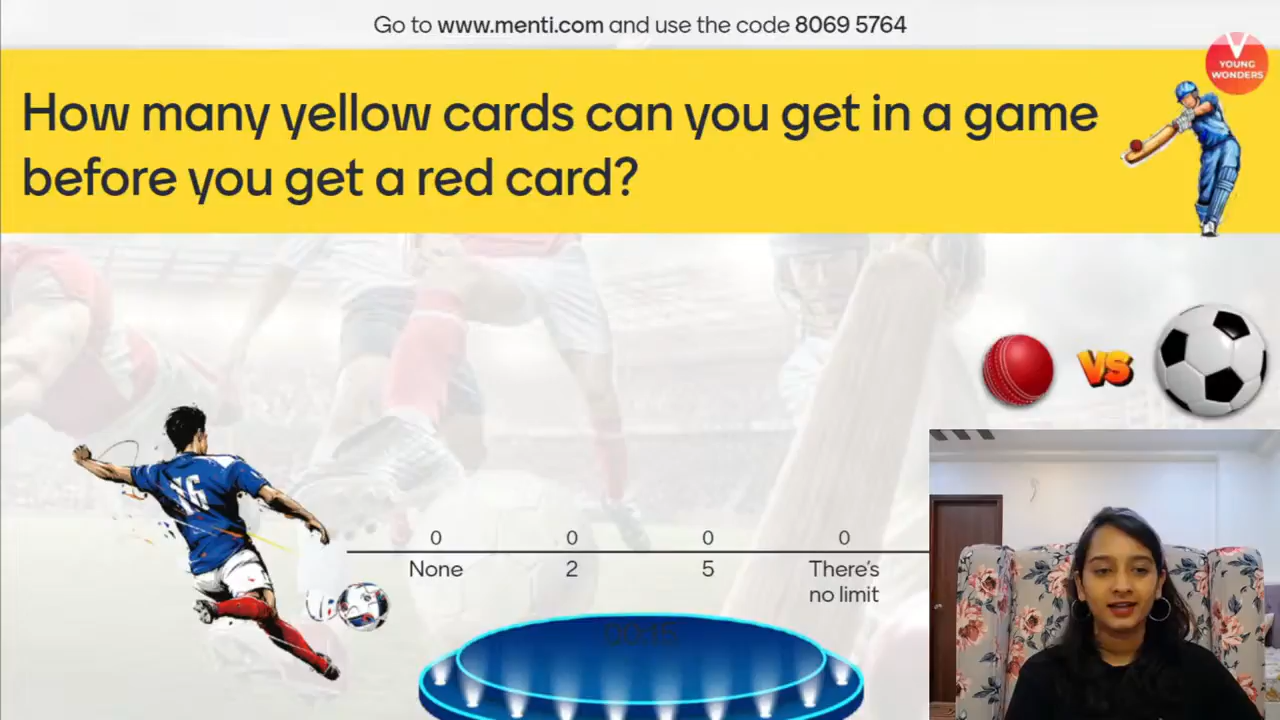 Go to www.menti.com and use the code 8069 5764
V
YOUNG
WONDERS
How many yellow cards can you get in a game
before you get a red card?
VS
16
0
0
0
0
None
2
5
There's
no limit
00:15